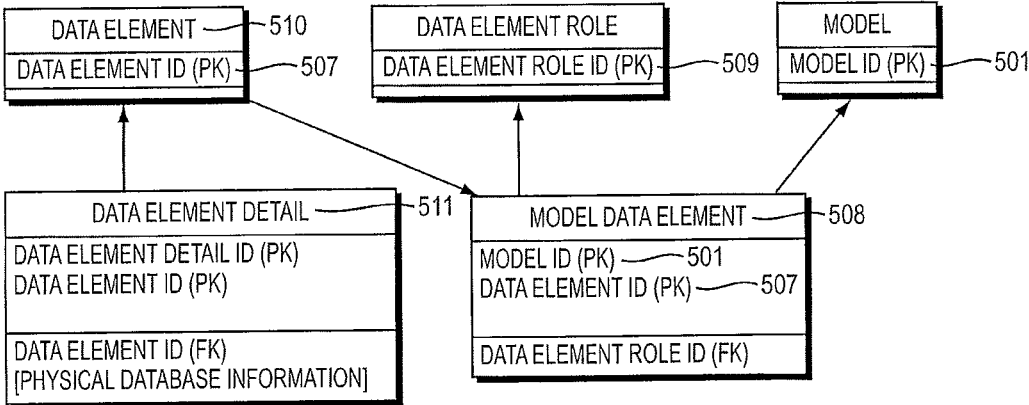 DATA ELEMENT 510
DATA ELEMENT ID (PK) 507
DATA ELEMENT ROLE
DATA ELEMENT ROLE ID (PK) 509
MODEL
MODEL ID (PK) 501
DATA ELEMENT DETAIL 511
DATA ELEMENT DETAIL ID (PK)
DATA ELEMENT ID (PK)
DATA ELEMENT ID (FK)
[PHYSICAL DATABASE INFORMATION]
MODEL DATA ELEMENT 508
MODEL ID (PK) 501
DATA ELEMENT ID (PK) 507
DATA ELEMENT ROLE ID (FK)